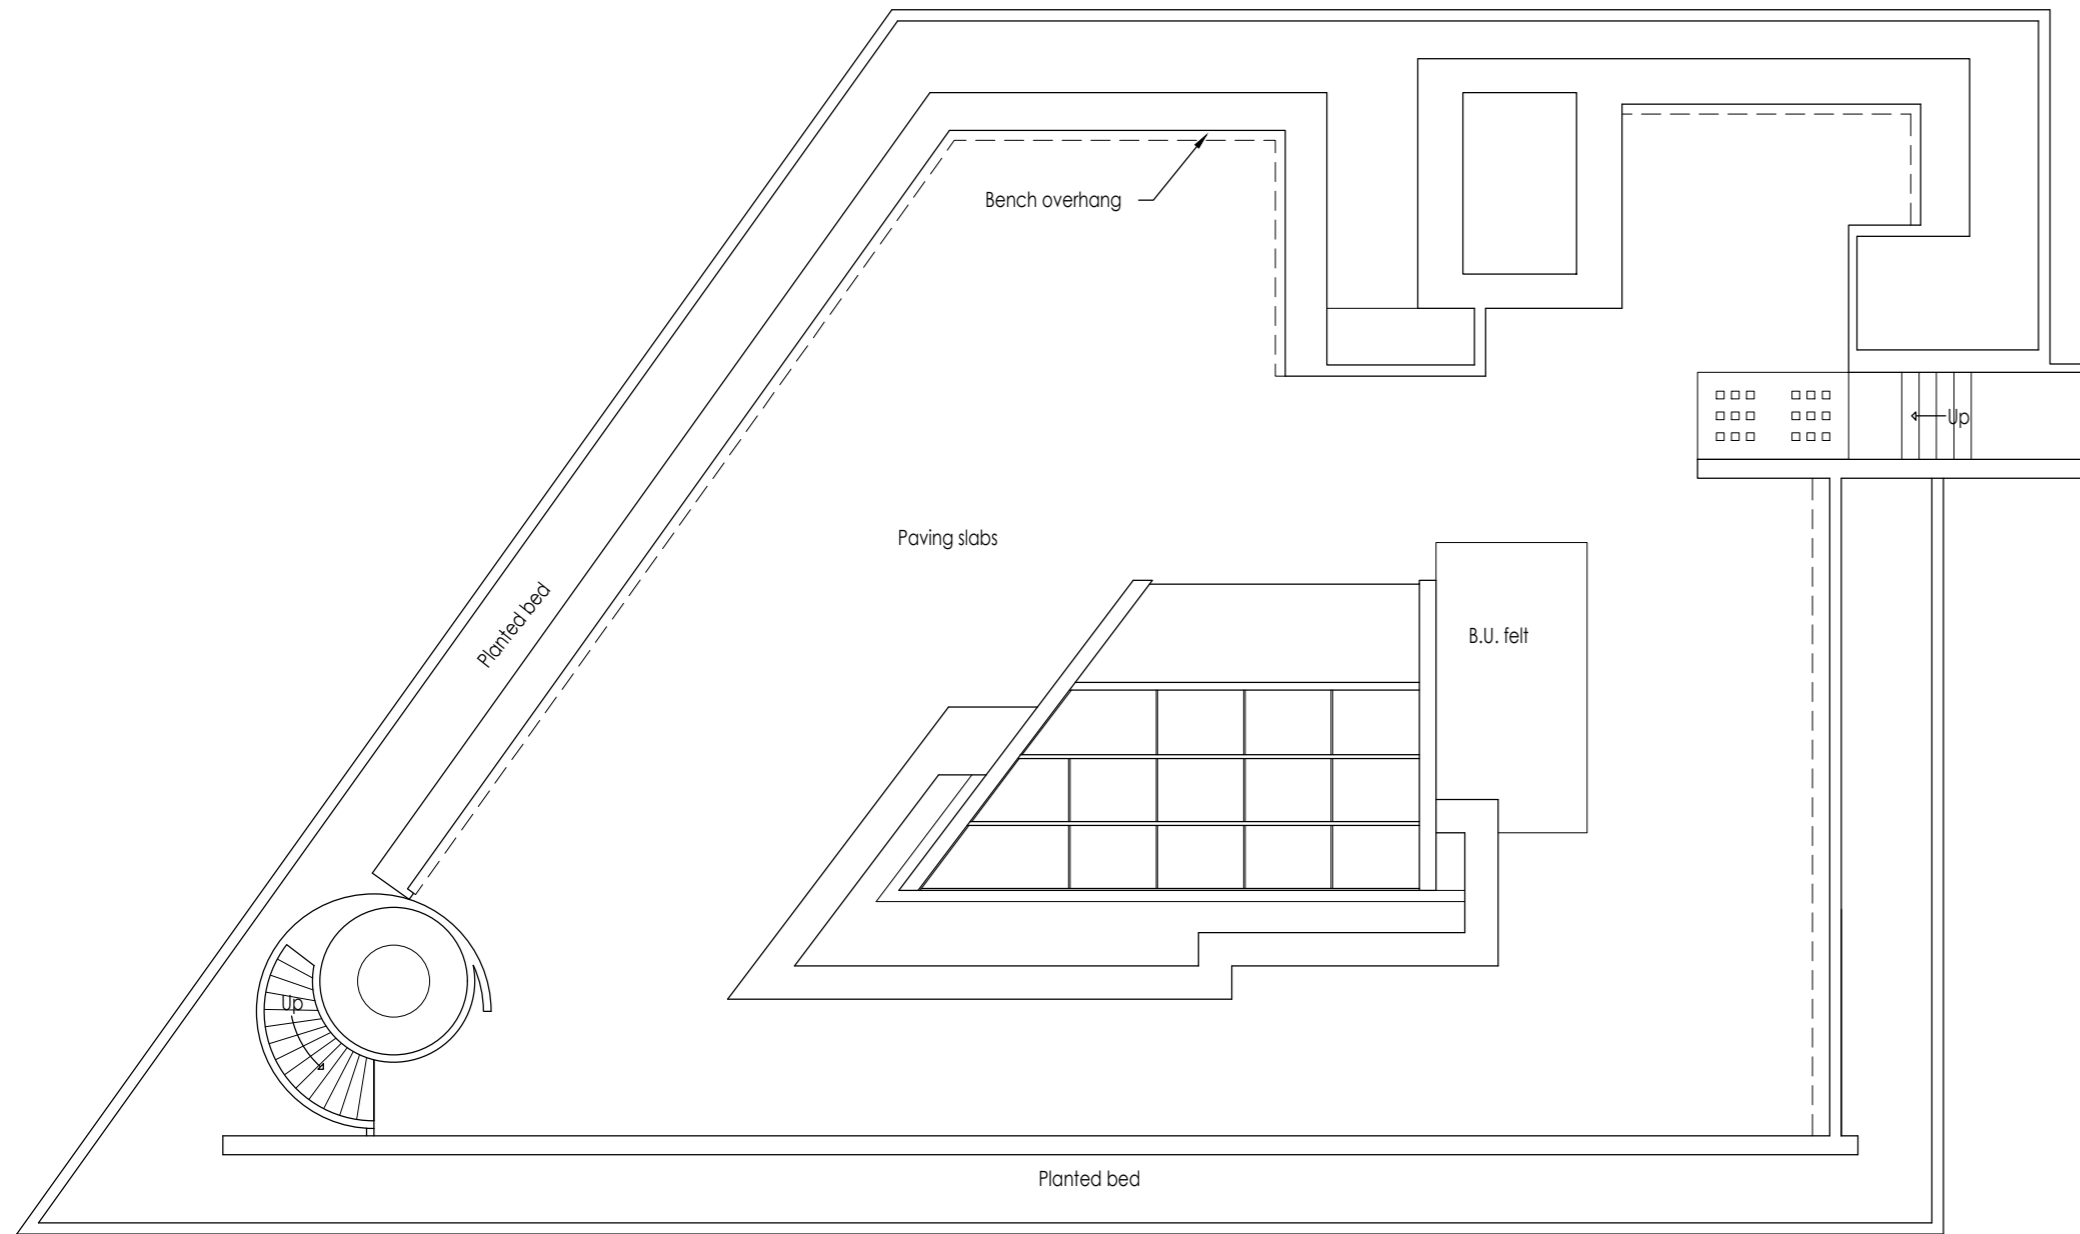 Bench overhang
Up
Paving slabs
Planted bed
B.U. felt
Up
Planted bed